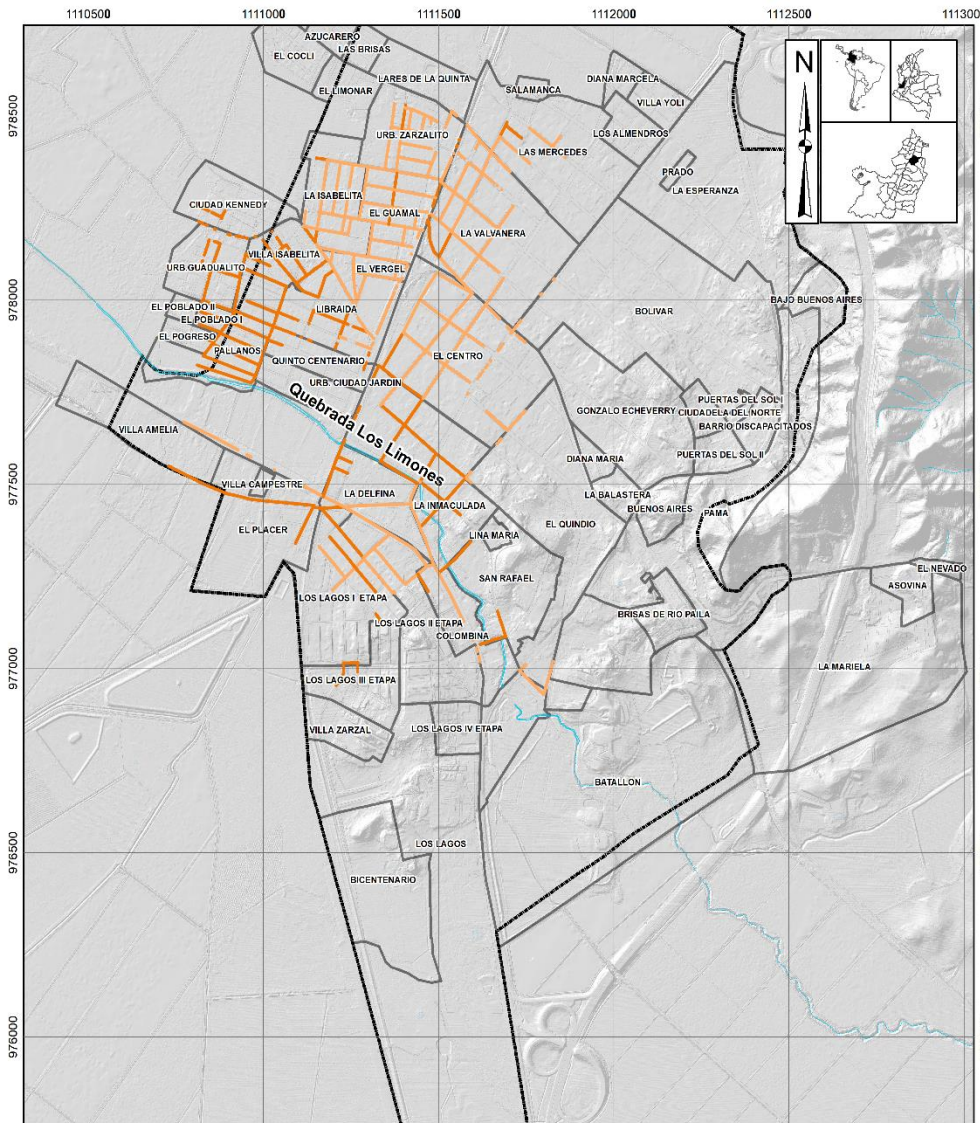 1110500 1111000 1111500 1112000 1112500 111300
AZUCARERO
LAS BRISAS
EL COCLI
N
LARES DE LA QUINTA
DIANA MARCELA
EL LIMONAR
SALAMANCA
VILLA YOLI
978500
URB. ZARZALITO
LOS ALMENDROS
LAS MERCEDES
PRADO
LA ESPERANZA
LA ISABELITA
CIUDAD KENNEDY
EL GUAMAL
LA VALVANERA
VILLA ISABELITA
URB.GUADUALITO
EL VERGEL
978000
BAJO BUENOS AIRES
EL POBLADO II
LIBRAIDA
BOLIVAR
EL POBLADO I
EL POGRESO
PALLANOS
QUINTO CENTENARIO
EL CENTRO
URB. CIUDAD JARDIN
PUERTAS DEL SOL I
GONZALO ECHEVERRY
CIUDADELA DEL NORTE
BARRIO DISCAPACITADOS
VILLA AMELIA
Quebrada Los Limones
DIANA MARIA
PUERTAS DEL SOL II
977500
VILLA CAMPESTRE
LA DELFINA
LA BALASTERA
LA INMACULADA
BUENOS AIRES
PAMA
EL PLACER
EL QUINDIO
LINA MARIA
EL NEVADO
SAN RAFAEL
ASOVINA
LOS LAGOS I ETAPA
BRISAS DE RIO PAILA
LOS LAGOS II ETAPA
COLOMBINA
977000
LA MARIELA
LOS LAGOS III ETAPA
VILLA ZARZAL
LOS LAGOS IV ETAPA
BATALLON
976500
LOS LAGOS
BICENTENARIO
976000